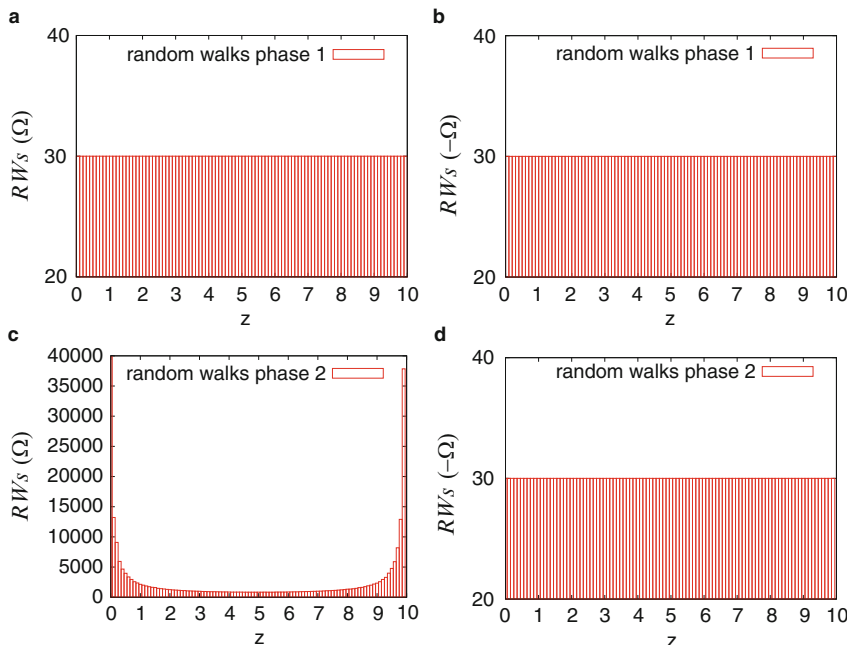 a
random walks phase 1
RWs (Ω)
40
30
20
0 1 2 3 4 5 6 7 8 9 10
z
b
random walks phase 1
RWs (−Ω)
40
30
20
0 1 2 3 4 5 6 7 8 9 10
z
c
random walks phase 2
RWs (Ω)
40000
35000
30000
25000
20000
15000
10000
5000
0
0 1 2 3 4 5 6 7 8 9 10
z
d
random walks phase 2
RWs (−Ω)
40
30
20
0 1 2 3 4 5 6 7 8 9 10
z